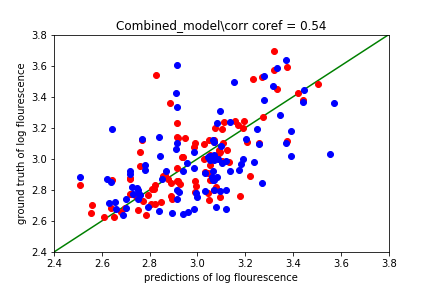 Combined_model\corr coref = 0.54
3.8
3.6
3.4
3.2
3.0
2.8
2.6
2.4
ground truth of log flourescence
2.4 2.6 2.8 3.0 3.2 3.4 3.6 3.8
predictions of log flourescence